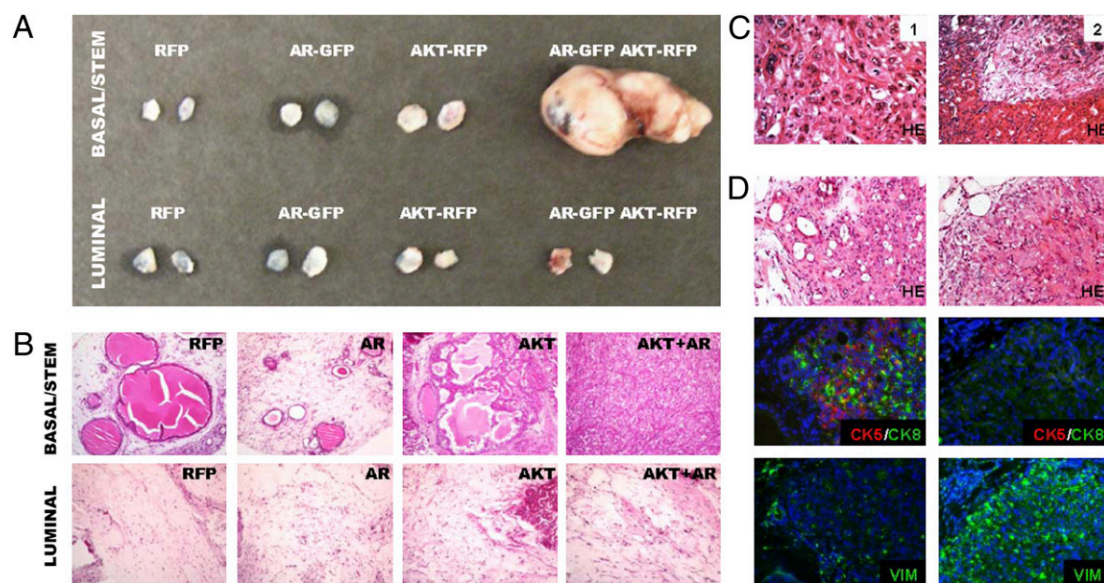 A
BASAL/STEM
RFP
AR-GFP
AKT-RFP
AR-GFP AKT-RFP
LUMINAL
RFP
AR-GFP
AKT-RFP
AR-GFP AKT-RFP
B
BASAL/STEM
RFP
AR
AKT
AKT+AR
LUMINAL
RFP
AR
AKT
AKT+AR
C
1
HE
2
HE
D
HE
HE
CK5/CK8
CK5/CK8
VIM
VIM